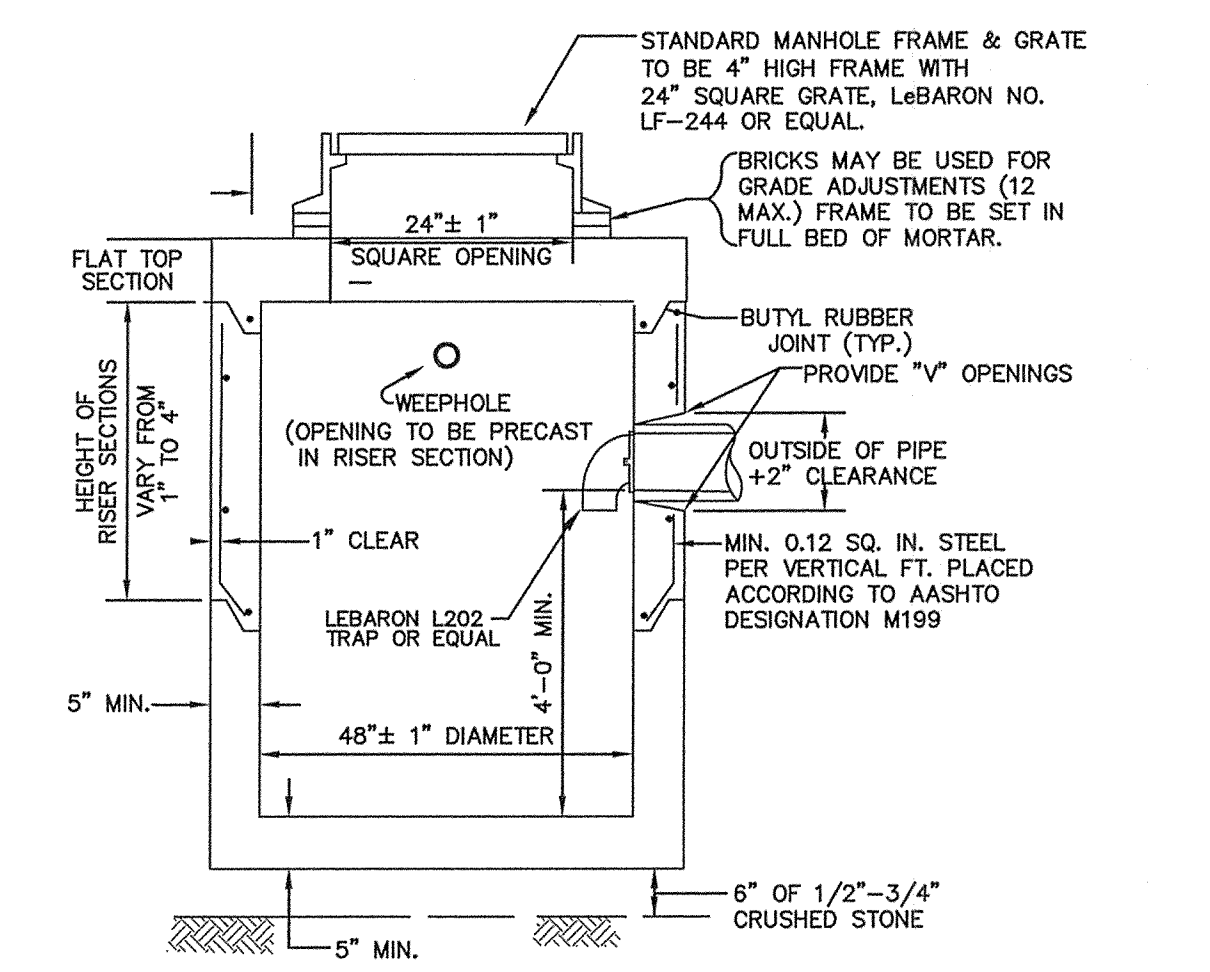 STANDARD MANHOLE FRAME & GRATE
TO BE 4" HIGH FRAME WITH
24" SQUARE GRATE, LeBARON NO.
LF-244 OR EQUAL.
BRICKS MAY BE USED FOR
GRADE ADJUSTMENTS (12
MAX.) FRAME TO BE SET IN
FULL BED OF MORTAR.
24"± 1"
SQUARE OPENING
FLAT TOP
SECTION
BUTYL RUBBER
JOINT (TYP.)
PROVIDE "V" OPENINGS
WEEPHOLE
(OPENING TO BE PRECAST
IN RISER SECTION)
HEIGHT OF
RISER SECTIONS
VARY FROM
1" TO 4"
OUTSIDE OF PIPE
+2" CLEARANCE
1" CLEAR
MIN. 0.12 SQ. IN. STEEL
PER VERTICAL FT. PLACED
ACCORDING TO AASHTO
DESIGNATION M199
LEBARON L202
TRAP OR EQUAL
4'-0" MIN.
5" MIN.
48"± 1" DIAMETER
6" OF 1/2"-3/4"
CRUSHED STONE
5" MIN.